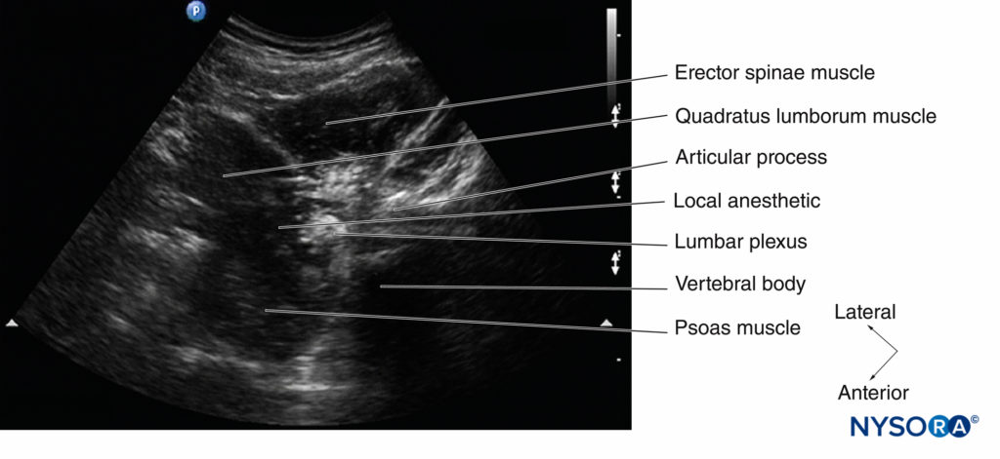 P
Erector spinae muscle
Quadratus lumborum muscle
Articular process
Local anesthetic
Lumbar plexus
Vertebral body
Psoas muscle
Lateral
Anterior
NYSORA©